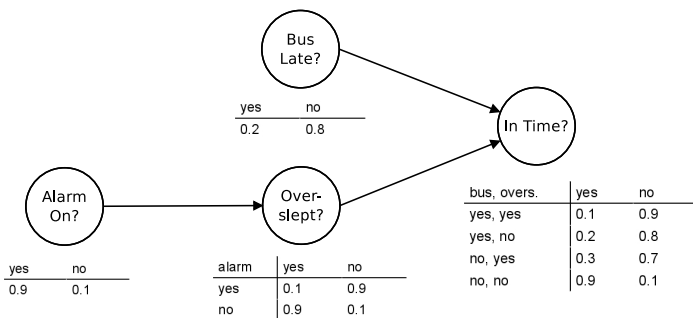 Bus
Late?
yes no
0.2 0.8
In Time?
Alarm
On?
yes no
0.9 0.1
Over-
slept?
alarm yes no
yes 0.1 0.9
no 0.9 0.1
bus, overs. yes no
yes, yes 0.1 0.9
yes, no 0.2 0.8
no, yes 0.3 0.7
no, no 0.9 0.1